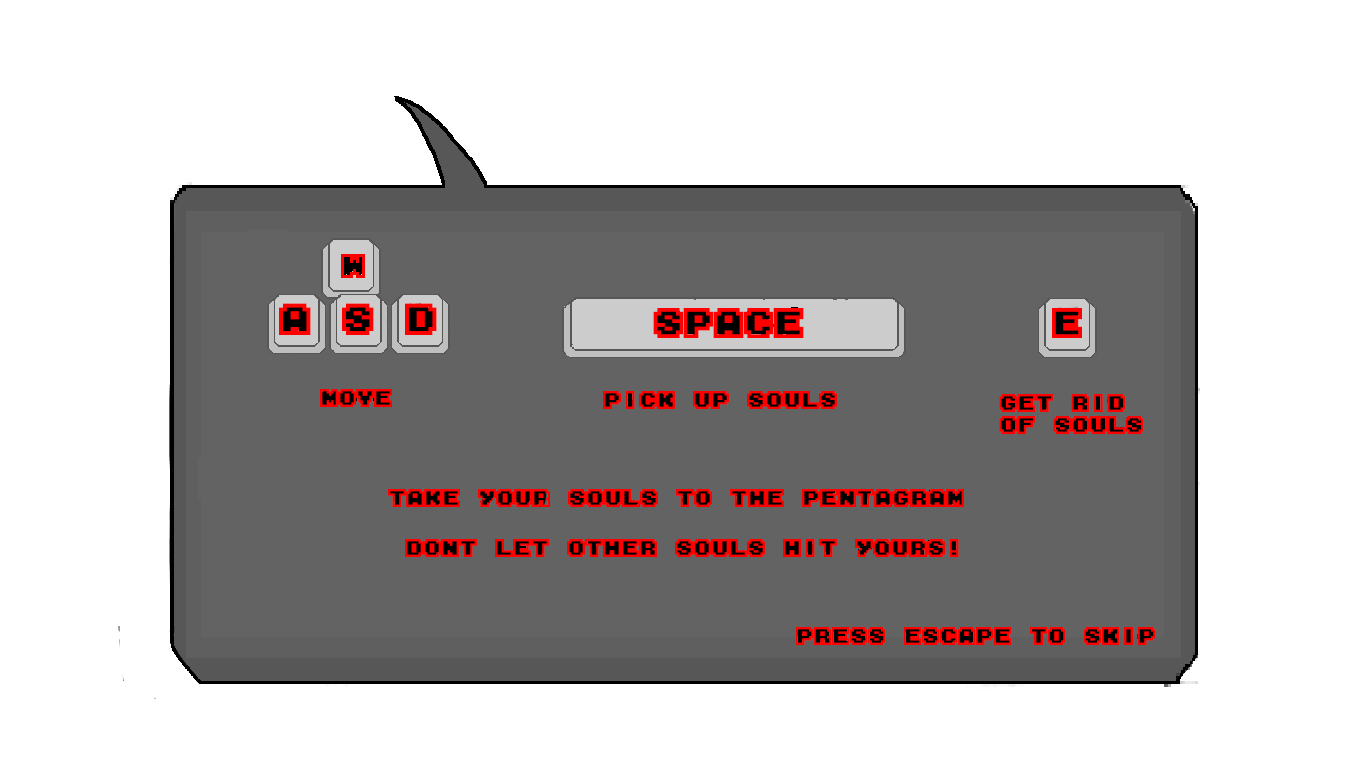 W
A S D
SPACE
E
MOVE
PICK UP SOULS
GET RID
OF SOULS
TAKE YOUR SOULS TO THE PENTAGRAM
DONT LET OTHER SOULS HIT YOURS!
PRESS ESCAPE TO SKIP